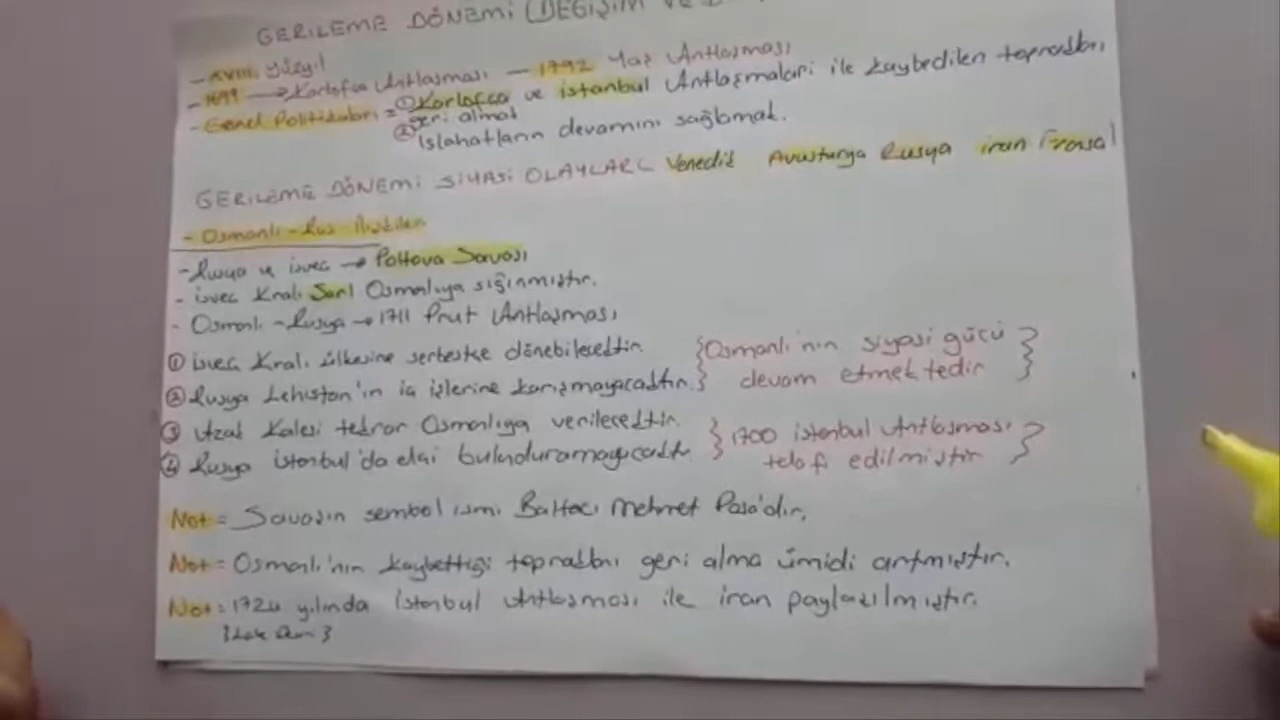 GERİLEME DÖNEMİ (DEĞİŞİM VE
- XVIII. Yüzyıl
- 1699 → Karlofça Antlaşması — 1792 Yaş Antlaşması
- Genel Politikaları = ① Karlofça ve İstanbul Antlaşmaları ile kaybedilen toprakları
geri almak
② Islahatların devamını sağlamak.
GERİLEME DÖNEMİ SİYASİ OLAYLARI Venedik Avusturya Rusya İran Fransa
- Osmanlı - Rus İlişkileri
- Rusya ve İsveç → Poltova Savaşı
- İsveç Kralı Şarl Osmanlıya sığınmıştır.
- Osmanlı - Rusya → 1711 Prut Antlaşması
① İsveç Kralı ülkesine serbestçe dönebilecektir. } Osmanlı'nın siyasi gücü }
② Rusya Lehistan'ın iç işlerine karışmayacaktır. } devam etmektedir }
③ Azak Kalesi tekrar Osmanlıya verilecektir. } 1700 İstanbul Antlaşması }
④ Rusya İstanbul'da elçi bulunduramayacaktır. } telafi edilmiştir }
Not = Savaşın sembol ismi Baltacı Mehmet Paşa'dır.
Not = Osmanlı'nın kaybettiği toprakları geri alma ümidi artmıştır.
Not = 1724 yılında İstanbul Antlaşması ile İran paylaşılmıştır.